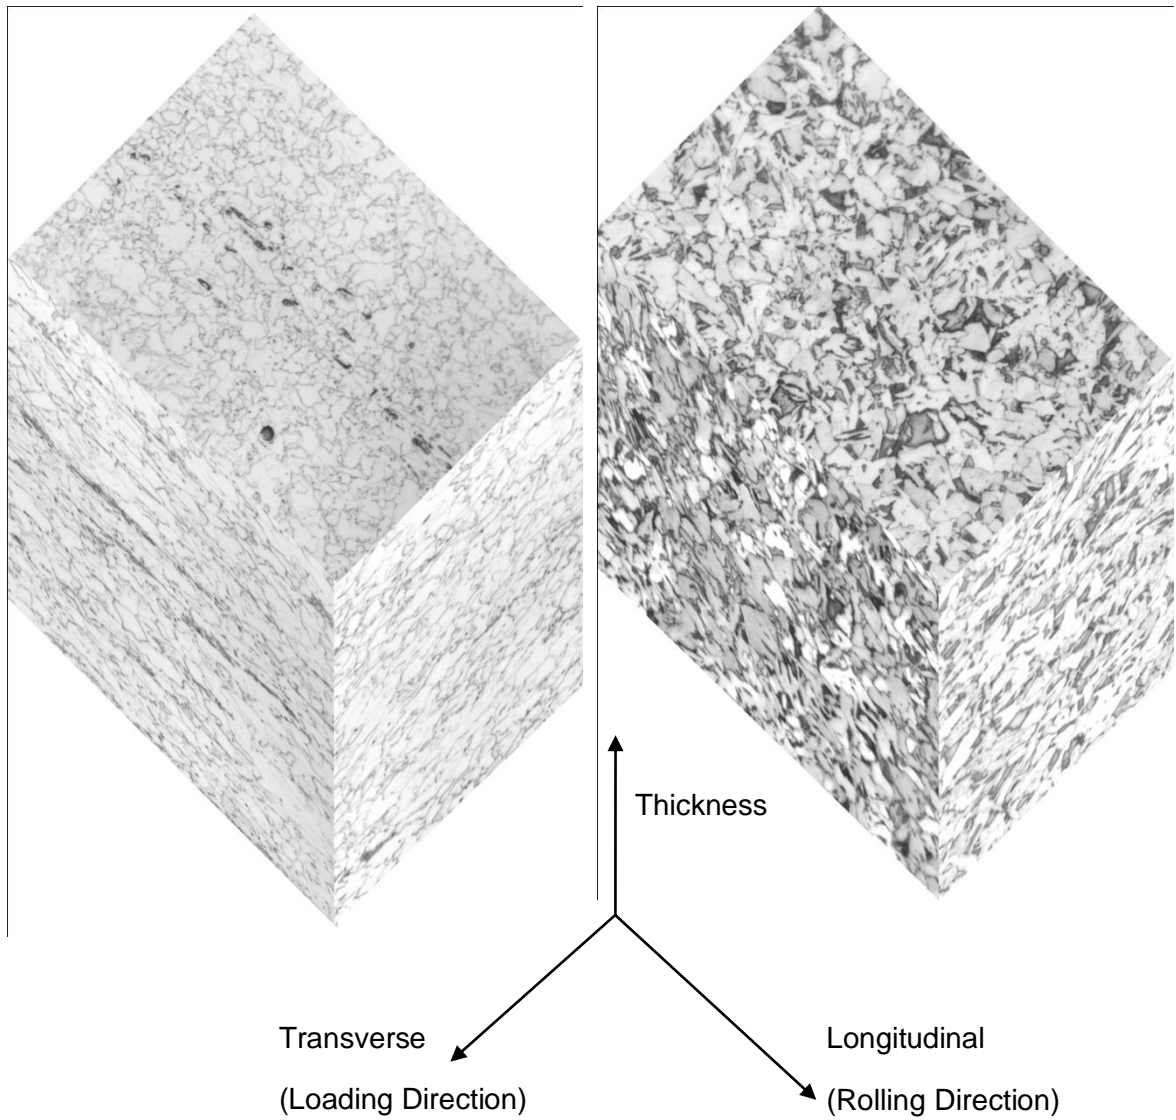 Thickness
Transverse
(Loading Direction)
Longitudinal
(Rolling Direction)